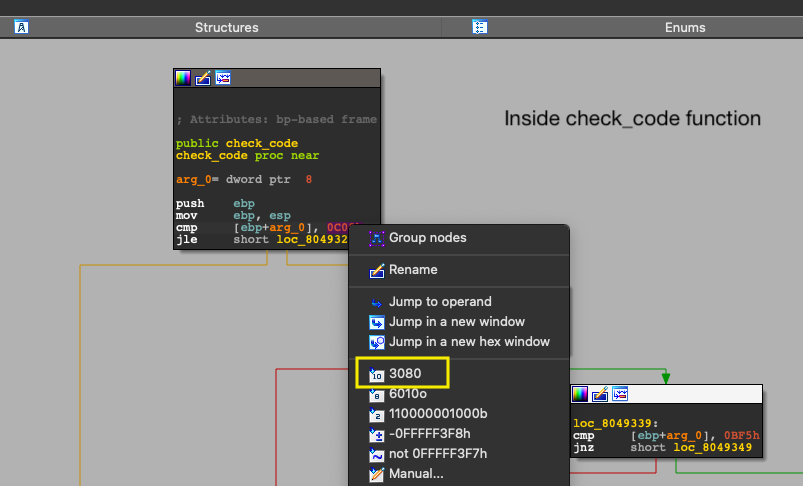 Structures
Enums
Inside check_code function
; Attributes: bp-based frame
public check_code
check_code proc near
arg_0= dword ptr 8
push ebp
mov ebp, esp
cmp [ebp+arg_0],
jle short
Group nodes
Rename
Jump to operand
Jump in a new window
Jump in a new hex window
3080
6010o
110000001000b
-0FFFFF3F8h
not 0FFFFF3F7h
Manual...
loc_8049339:
cmp [ebp+arg_0], 0BF5h
jnz short loc_8049349